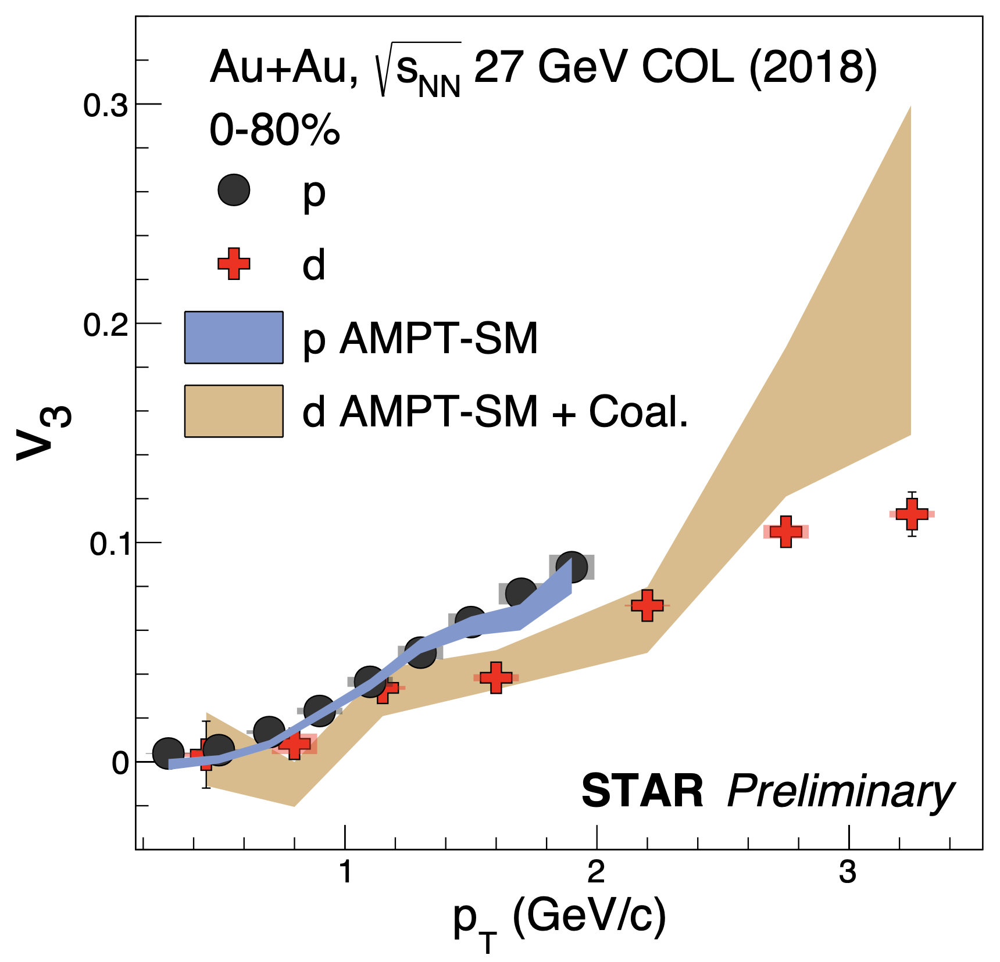 Au+Au, √sNN 27 GeV COL (2018)
0-80%
p
d
p AMPT-SM
d AMPT-SM + Coal.
0.3
0.2
0.1
0
v3
STAR Preliminary
1 2 3
pT (GeV/c)